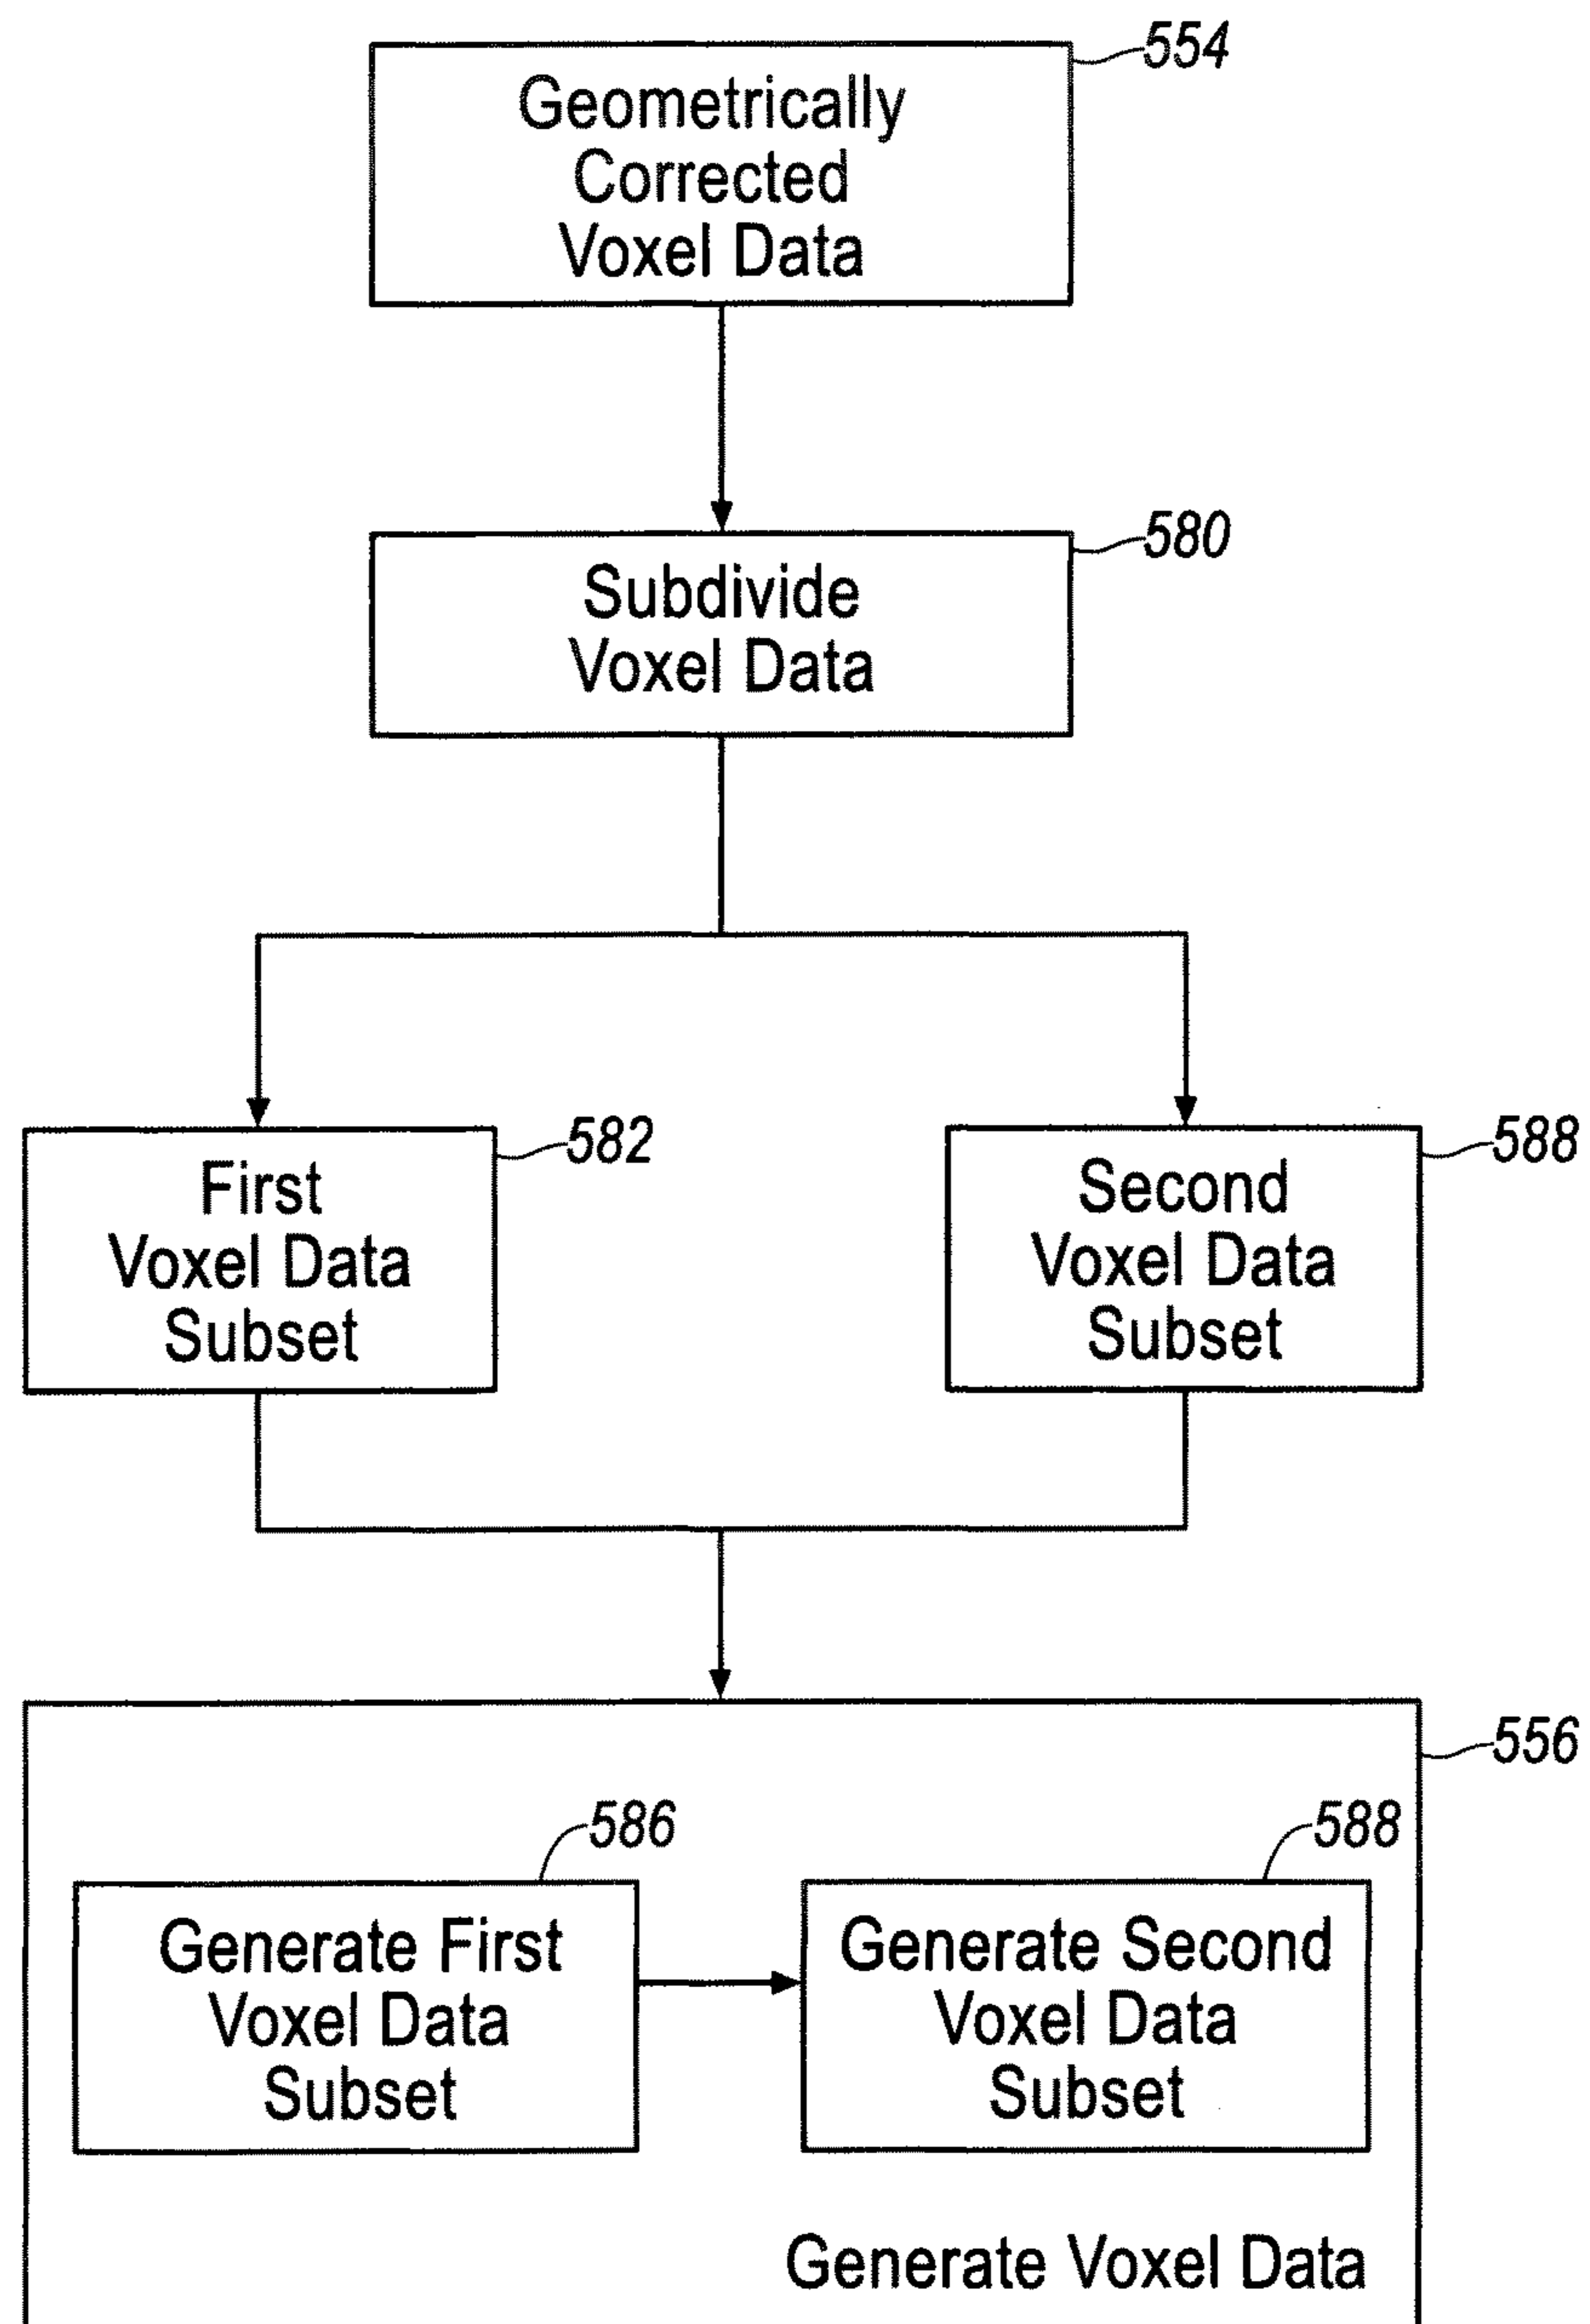 554
Geometrically
Corrected
Voxel Data
580
Subdivide
Voxel Data
582
First
Voxel Data
Subset
588
Second
Voxel Data
Subset
556
586
Generate First
Voxel Data
Subset
588
Generate Second
Voxel Data
Subset
Generate Voxel Data